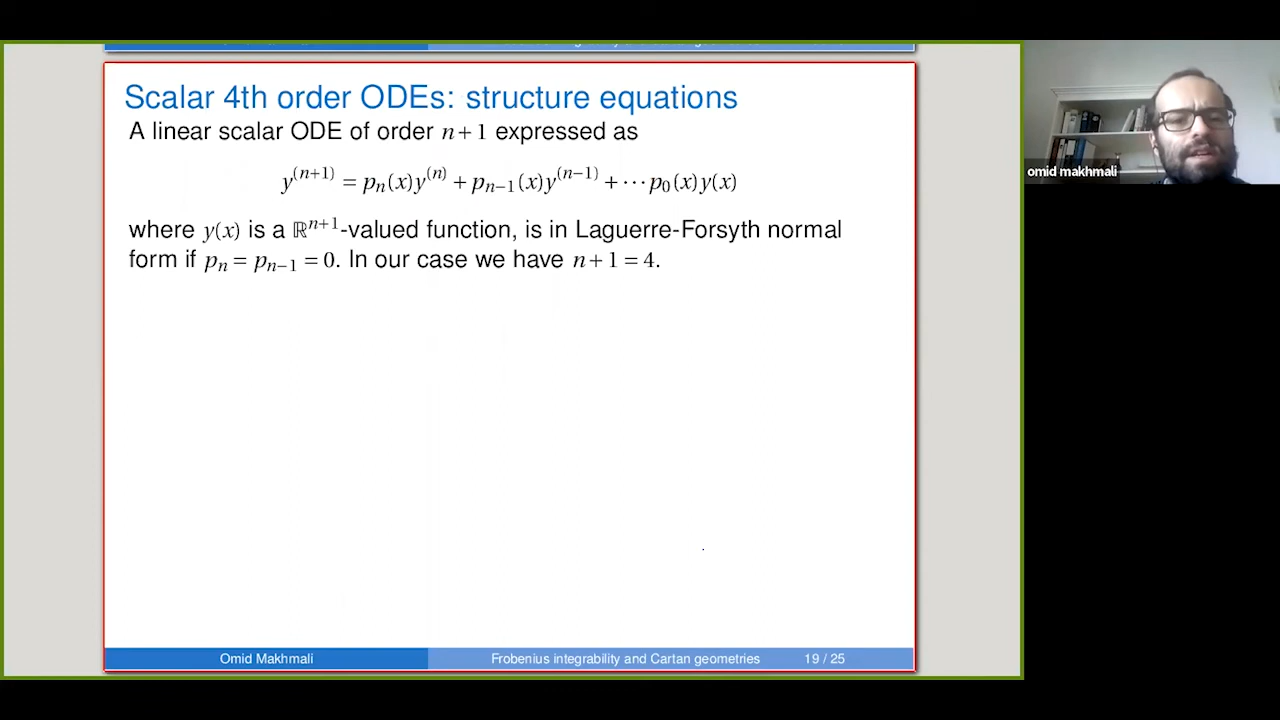 Scalar 4th order ODEs: structure equations
A linear scalar ODE of order n + 1 expressed as
y^{(n+1)} = p_n(x)y^{(n)} + p_{n−1}(x)y^{(n−1)} + ⋯ p_0(x)y(x)
where y(x) is a ℝ^{n+1}-valued function, is in Laguerre-Forsyth normal
form if p_n = p_{n−1} = 0. In our case we have n + 1 = 4.
Omid Makhmali Frobenius integrability and Cartan geometries 19 / 25
omid makhmali